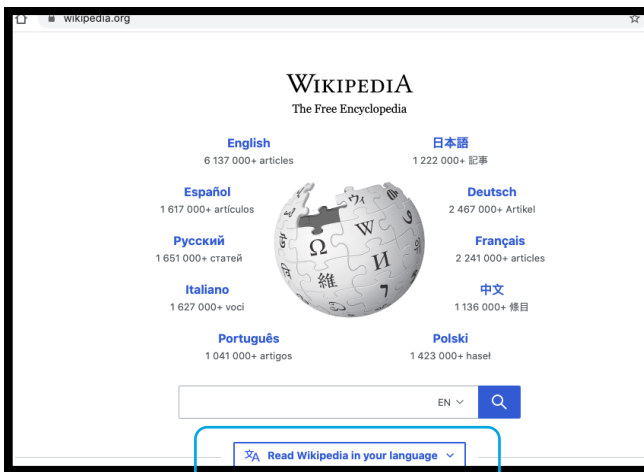 wikipedia.org
WIKIPEDIA
The Free Encyclopedia
English
6 137 000+ articles
日本語
1 222 000+ 記事
Español
1 617 000+ artículos
Deutsch
2 467 000+ Artikel
Русский
1 651 000+ статей
Français
2 241 000+ articles
Italiano
1 627 000+ voci
中文
1 136 000+ 條目
Português
1 041 000+ artigos
Polski
1 423 000+ haseł
Ω
W
И
維
EN
Read Wikipedia in your language